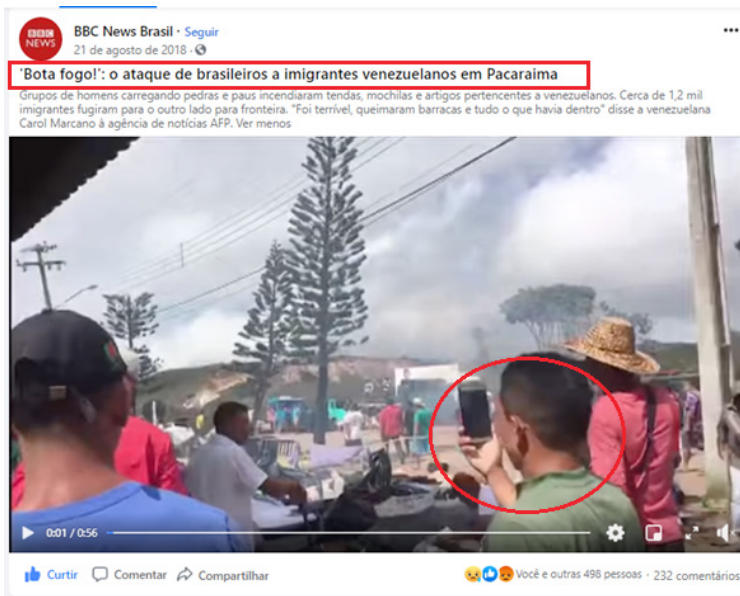 BBC NEWS
BBC News Brasil · Seguir
21 de agosto de 2018 ·
'Bota fogo!': o ataque de brasileiros a imigrantes venezuelanos em Pacaraima
Grupos de homens carregando pedras e paus incendiaram tendas, mochilas e artigos pertencentes a venezuelanos. Cerca de 1,2 mil
imigrantes fugiram para o outro lado para fronteira. "Foi terrível, queimaram barracas e tudo o que havia dentro" disse a venezuelana
Carol Marcano à agência de notícias AFP. Ver menos
0:01 / 0:56
Curtir Comentar Compartilhar Você e outras 498 pessoas · 232 comentários